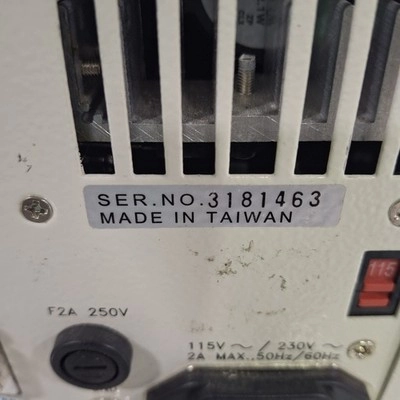 SER.NO.3181463
MADE IN TAIWAN
115
F2A 250V
115V ～ / 230V ～
2A MAX.,50Hz/60Hz